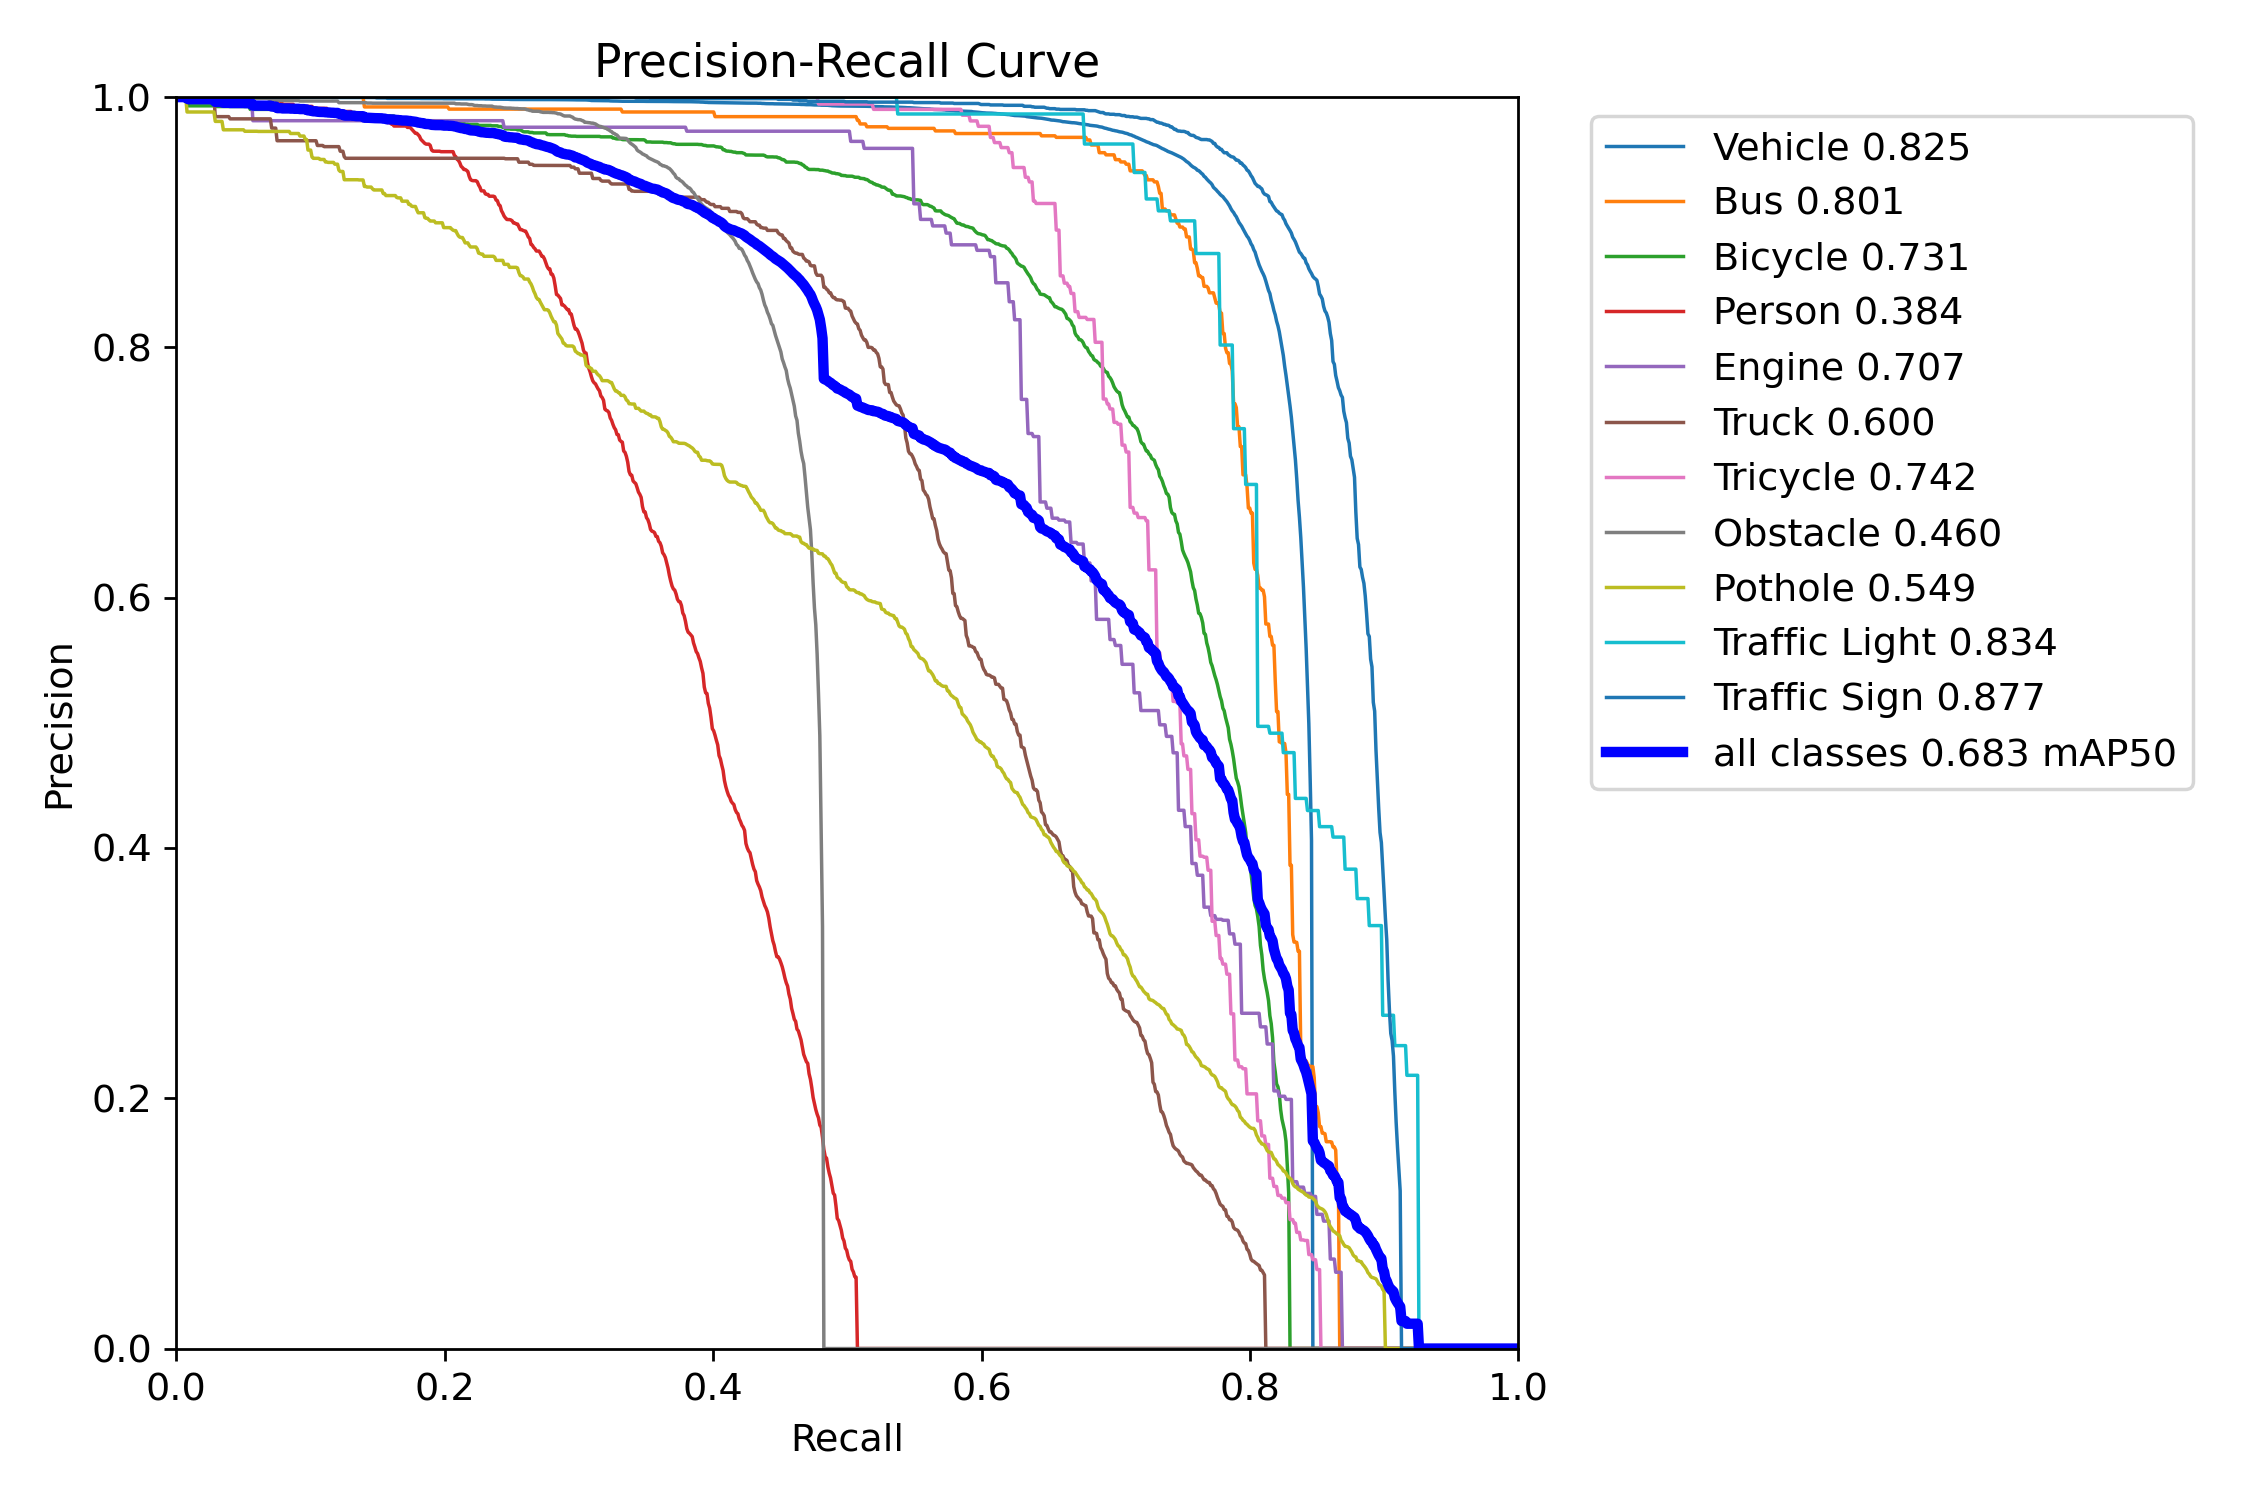 Precision-Recall Curve
1.0
0.8
0.6
0.4
0.2
0.0
Precision
0.0 0.2 0.4 0.6 0.8 1.0
Recall
Vehicle 0.825
Bus 0.801
Bicycle 0.731
Person 0.384
Engine 0.707
Truck 0.600
Tricycle 0.742
Obstacle 0.460
Pothole 0.549
Traffic Light 0.834
Traffic Sign 0.877
all classes 0.683 mAP50